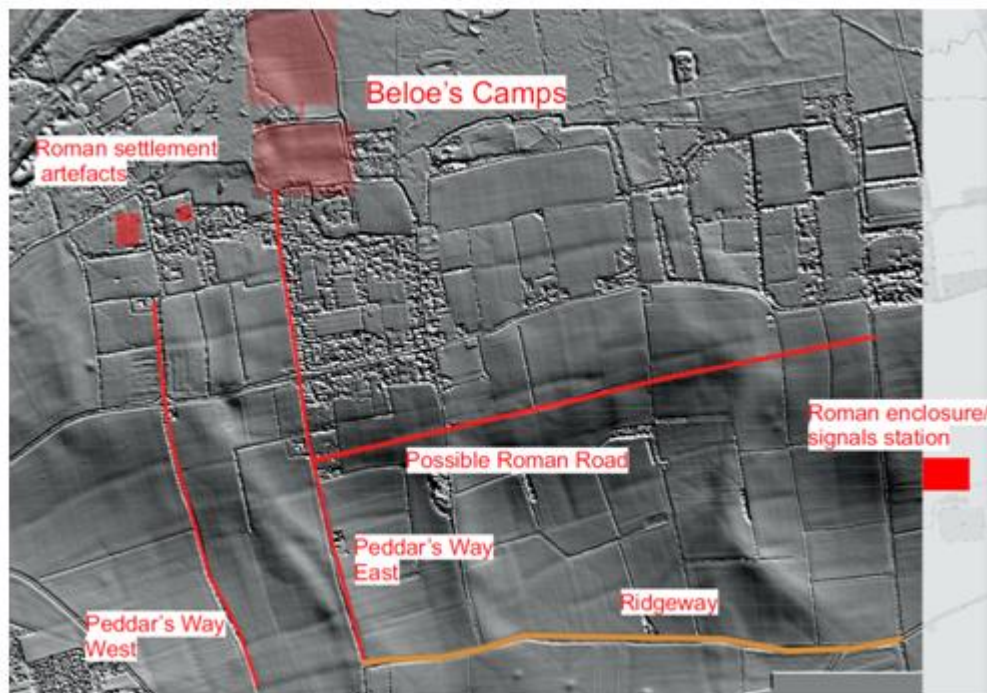 Beloe's Camps
Roman settlement
artefacts
Roman enclosure/
signals station
Possible Roman Road
Peddar's Way
East
Ridgeway
Peddar's Way
West